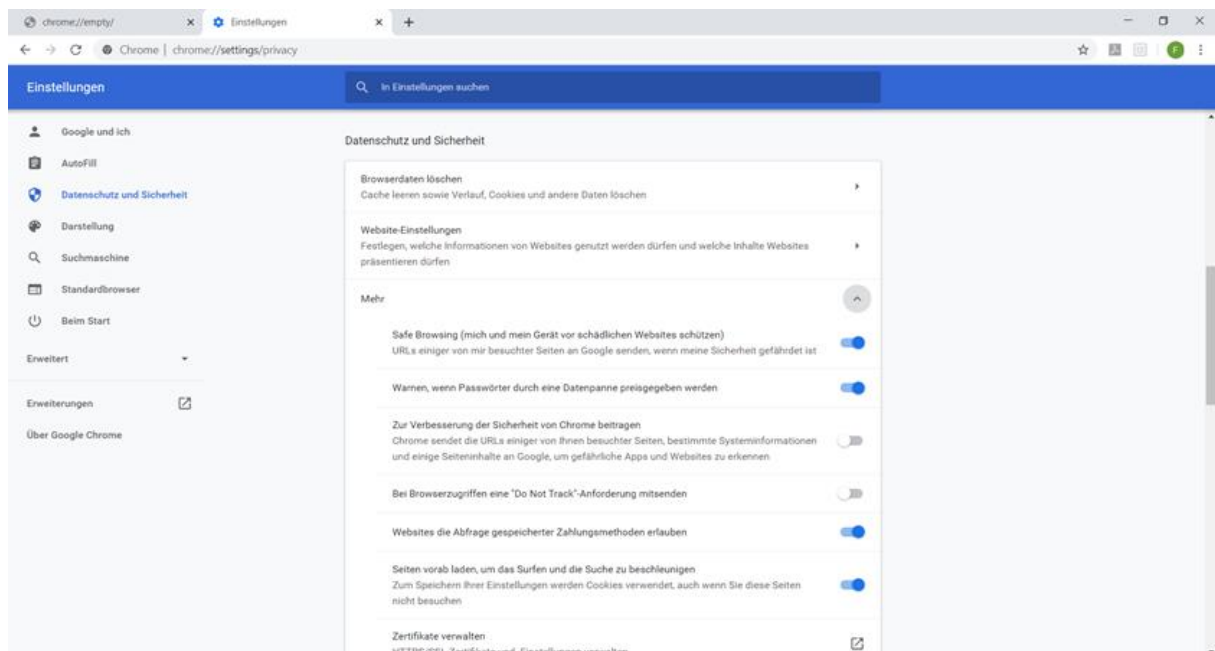 chrome://empty/
Einstellungen
Chrome | chrome://settings/privacy
F
Einstellungen
In Einstellungen suchen
Google und ich
AutoFill
Datenschutz und Sicherheit
Darstellung
Suchmaschine
Standardbrowser
Beim Start
Erweitert
Erweiterungen
Über Google Chrome
Datenschutz und Sicherheit
Browserdaten löschen
Cache leeren sowie Verlauf, Cookies und andere Daten löschen
Website-Einstellungen
Festlegen, welche Informationen von Websites genutzt werden dürfen und welche Inhalte Websites
präsentieren dürfen
Mehr
Safe Browsing (mich und mein Gerät vor schädlichen Websites schützen)
URLs einiger von mir besuchter Seiten an Google senden, wenn meine Sicherheit gefährdet ist
Warnen, wenn Passwörter durch eine Datenpanne preisgegeben werden
Zur Verbesserung der Sicherheit von Chrome beitragen
Chrome sendet die URLs einiger von Ihnen besuchter Seiten, bestimmte Systeminformationen
und einige Seiteninhalte an Google, um gefährliche Apps und Websites zu erkennen
Bei Browserzugriffen eine "Do Not Track"-Anforderung mitsenden
Websites die Abfrage gespeicherter Zahlungsmethoden erlauben
Seiten vorab laden, um das Surfen und die Suche zu beschleunigen
Zum Speichern Ihrer Einstellungen werden Cookies verwendet, auch wenn Sie diese Seiten
nicht besuchen
Zertifikate verwalten
HTTPS/SSL-Zertifikate und -Einstellungen verwalten